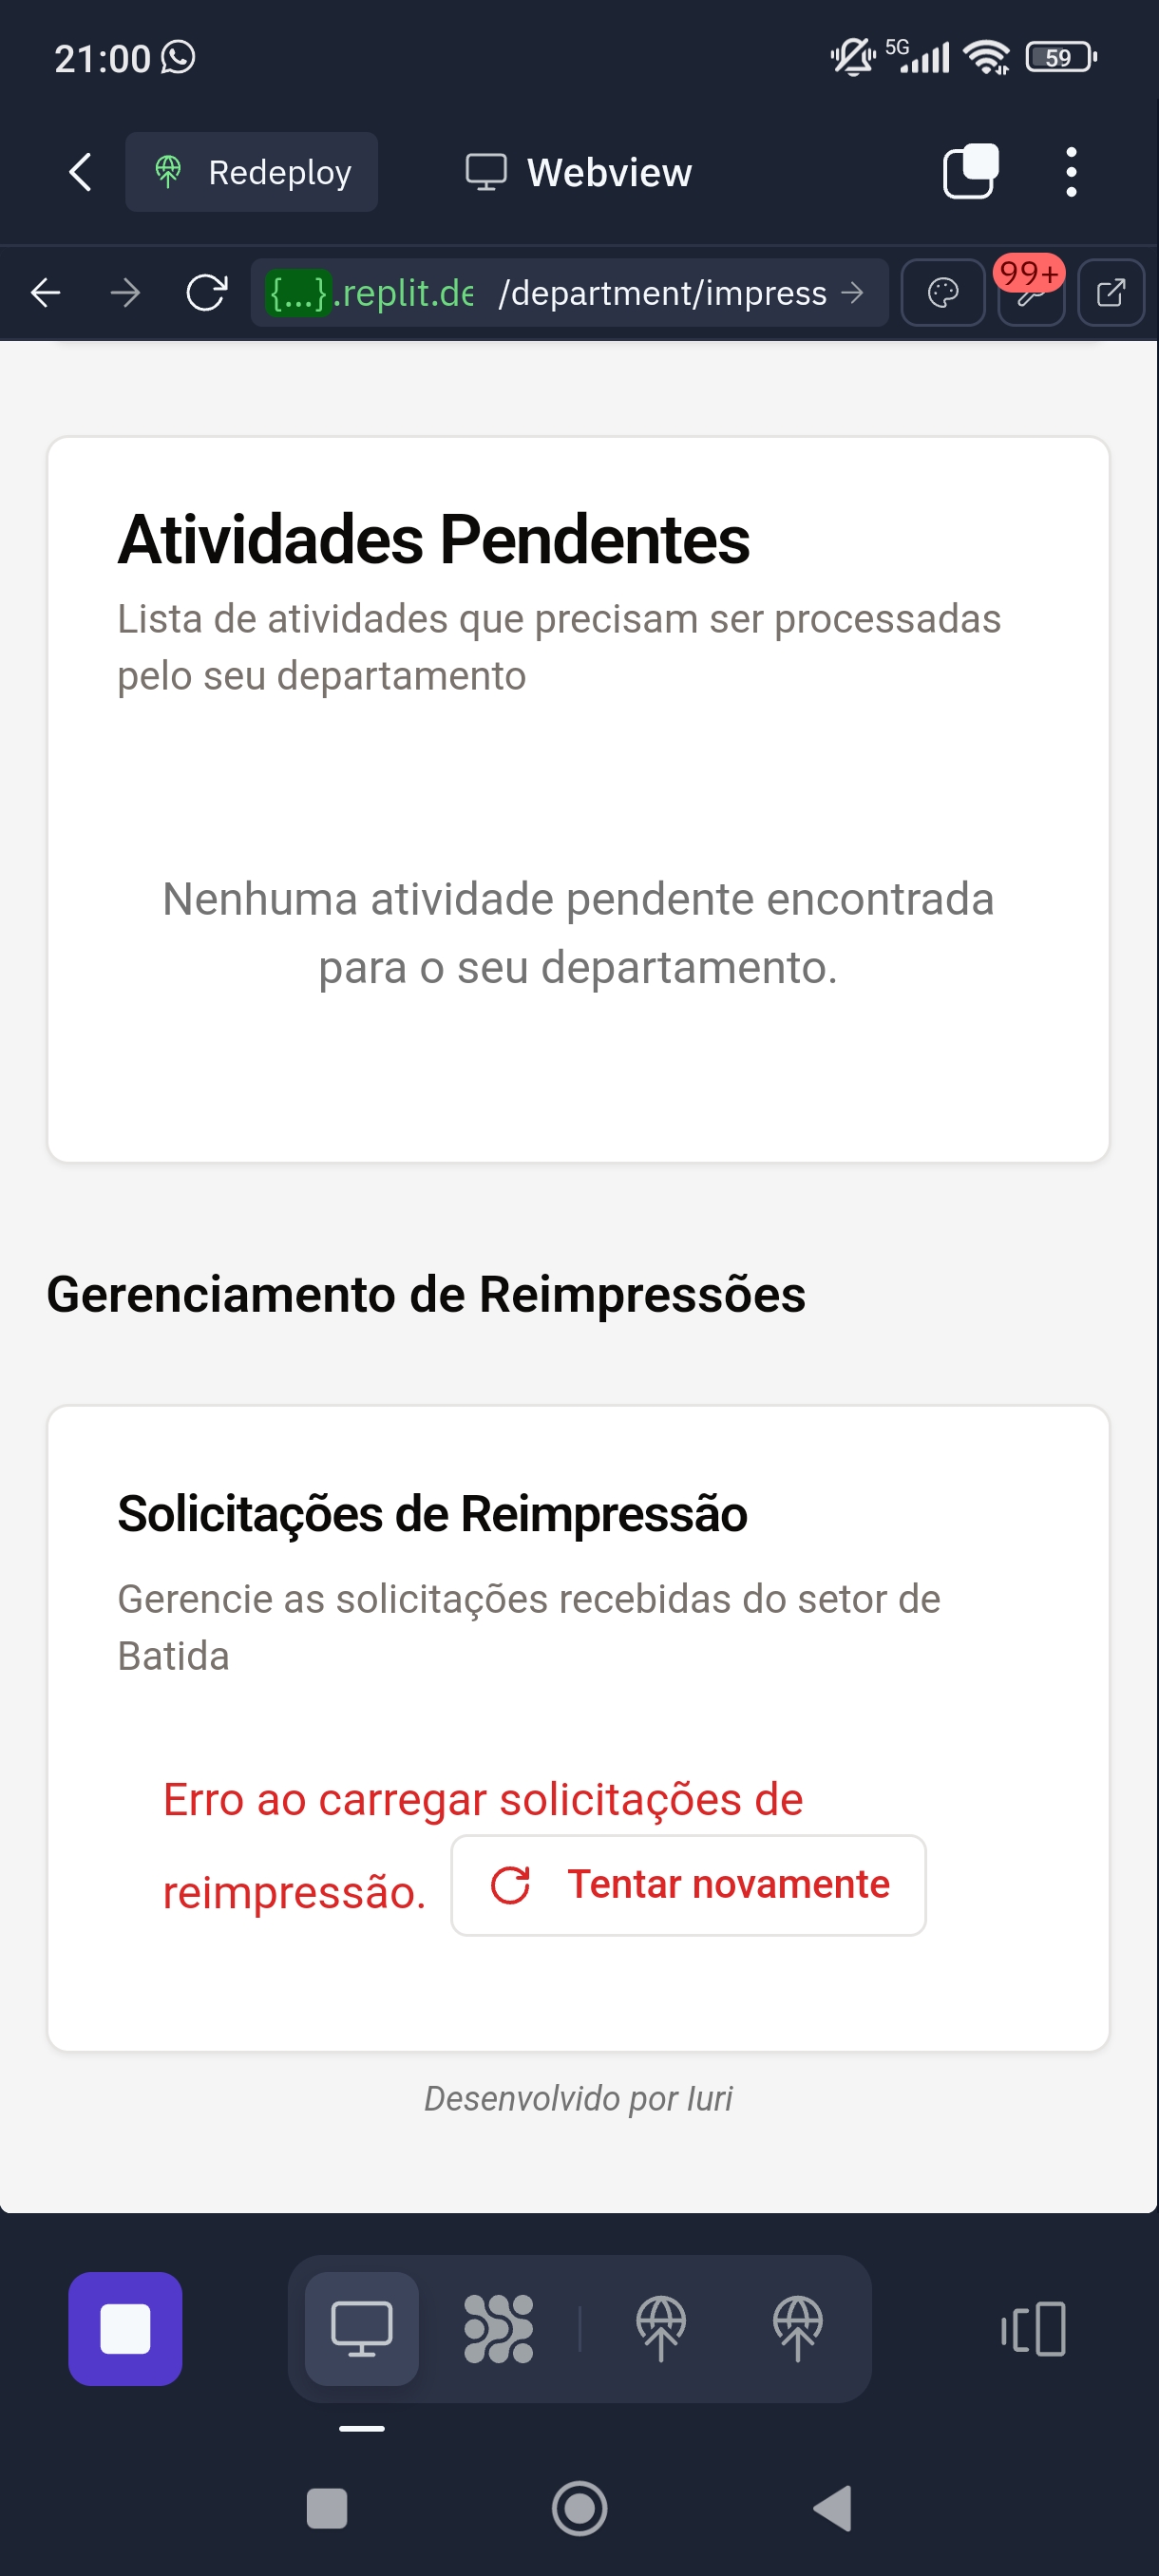 21:00
5G
59
Redeploy
Webview
{...}.replit.de /department/impress
99+
Atividades Pendentes
Lista de atividades que precisam ser processadas
pelo seu departamento
Nenhuma atividade pendente encontrada
para o seu departamento.
Gerenciamento de Reimpressões
Solicitações de Reimpressão
Gerencie as solicitações recebidas do setor de
Batida
Erro ao carregar solicitações de
reimpressão. Tentar novamente
Desenvolvido por Iuri